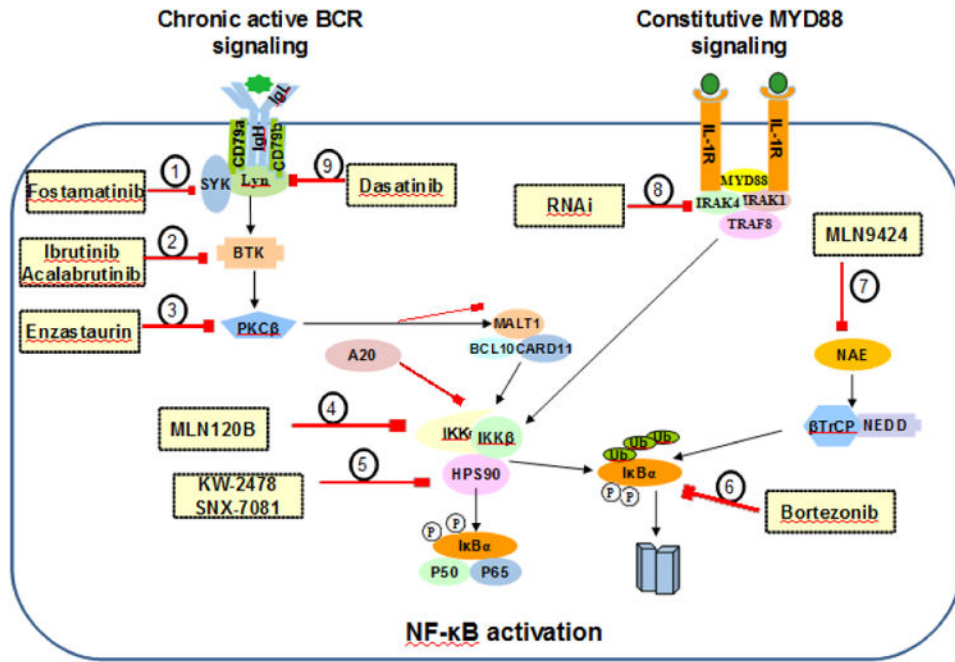 Chronic active BCR
signaling
Constitutive MYD88
signaling
IgL
CD79a
IgH
CD79b
IL-1R
IL-1R
1
9
SYK
Lyn
Fostamatinib
Dasatinib
MYD88
8
IRAK4
IRAK1
RNAi
TRAF8
2
Ibrutinib
Acalabrutinib
BTK
MLN9424
7
3
Enzastaurin
PKCβ
MALT1
BCL10
CARD11
A20
NAE
4
MLN120B
IKK
IKKβ
βTrCP
NEDD
Ub
Ub
Ub
5
HPS90
IκBα
6
KW-2478
SNX-7081
P
P
Bortezonib
P
P
IκBα
P50
P65
NF-κB activation